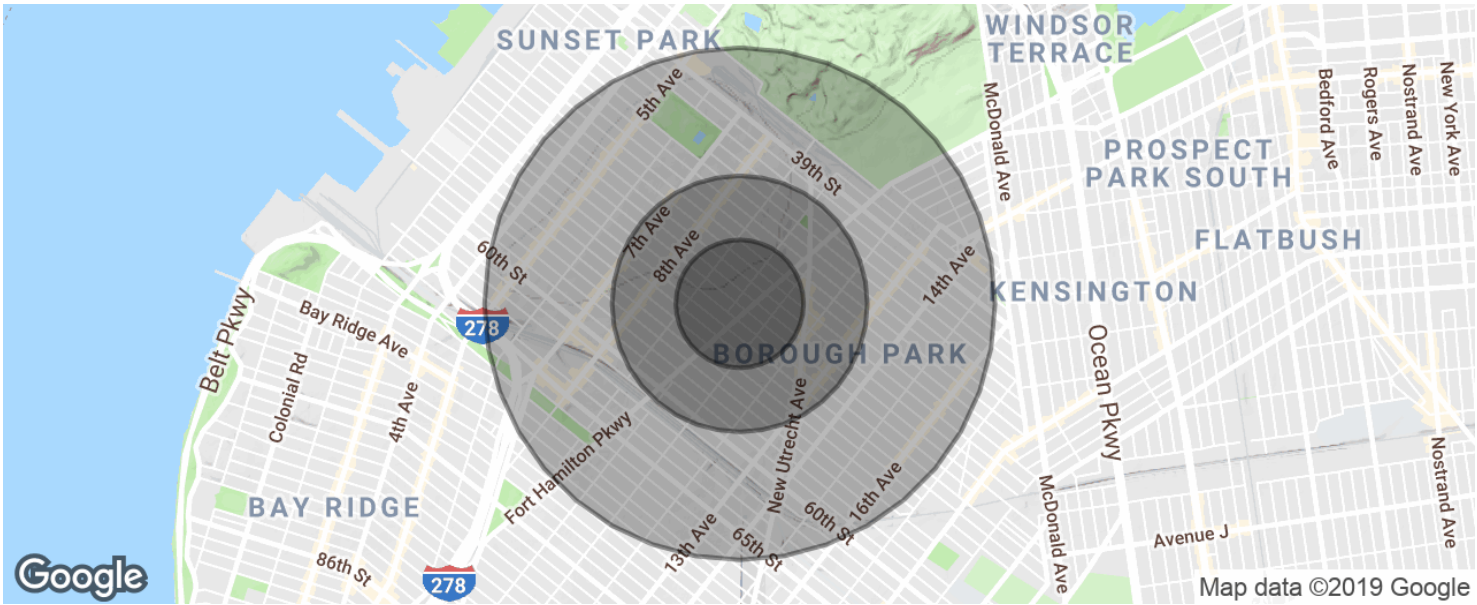 SUNSET PARK
WINDSOR
TERRACE
5th Ave
McDonald Ave
Bedford Ave
Rogers Ave
Nostrand Ave
New York Ave
39th St
PROSPECT
PARK SOUTH
7th Ave
8th Ave
60th St
14th Ave
FLATBUSH
KENSINGTON
Belt Pkwy
Bay Ridge Ave
278
BOROUGH PARK
Ocean Pkwy
Colonial Rd
4th Ave
New Utrecht Ave
Fort Hamilton Pkwy
16th Ave
Nostrand Ave
BAY RIDGE
McDonald Ave
60th St
13th Ave
65th St
Avenue J
86th St
278
Google
Map data ©2019 Google